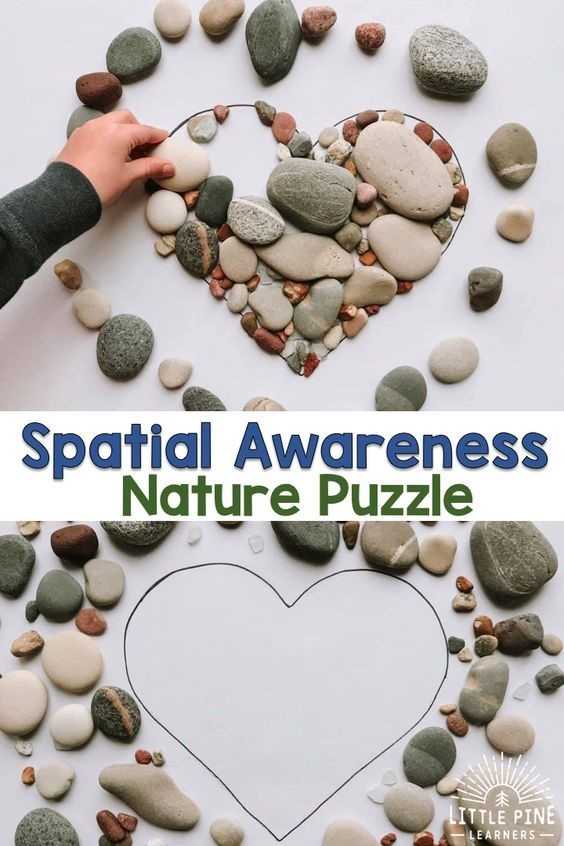 Spatial Awareness
Nature Puzzle
LITTLE PINE
LEARNERS